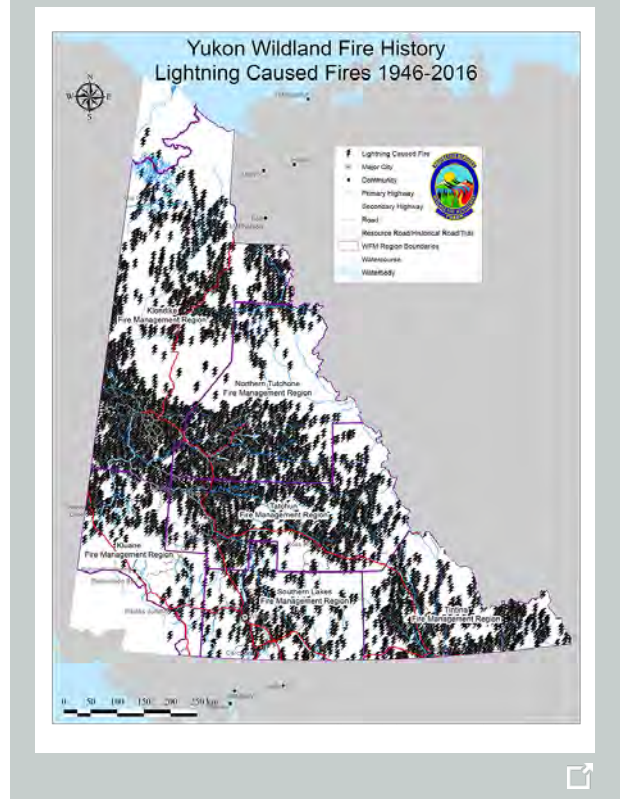 Yukon Wildland Fire History
Lightning Caused Fires 1946-2016
N
W E
S
Lightning Caused Fire
Major City
Community
Primary Highway
Secondary Highway
Road
Resource Road/Historical Road/Trail
WFM Region Boundaries
Watercourse
Waterbody
Klondike
Fire Management Region
Northern Tutchone
Fire Management Region
Tatchun
Fire Management Region
Kluane
Fire Management Region
Southern Lakes
Fire Management Region
Tintina
Fire Management Region
0 50 100 150 200 250 km